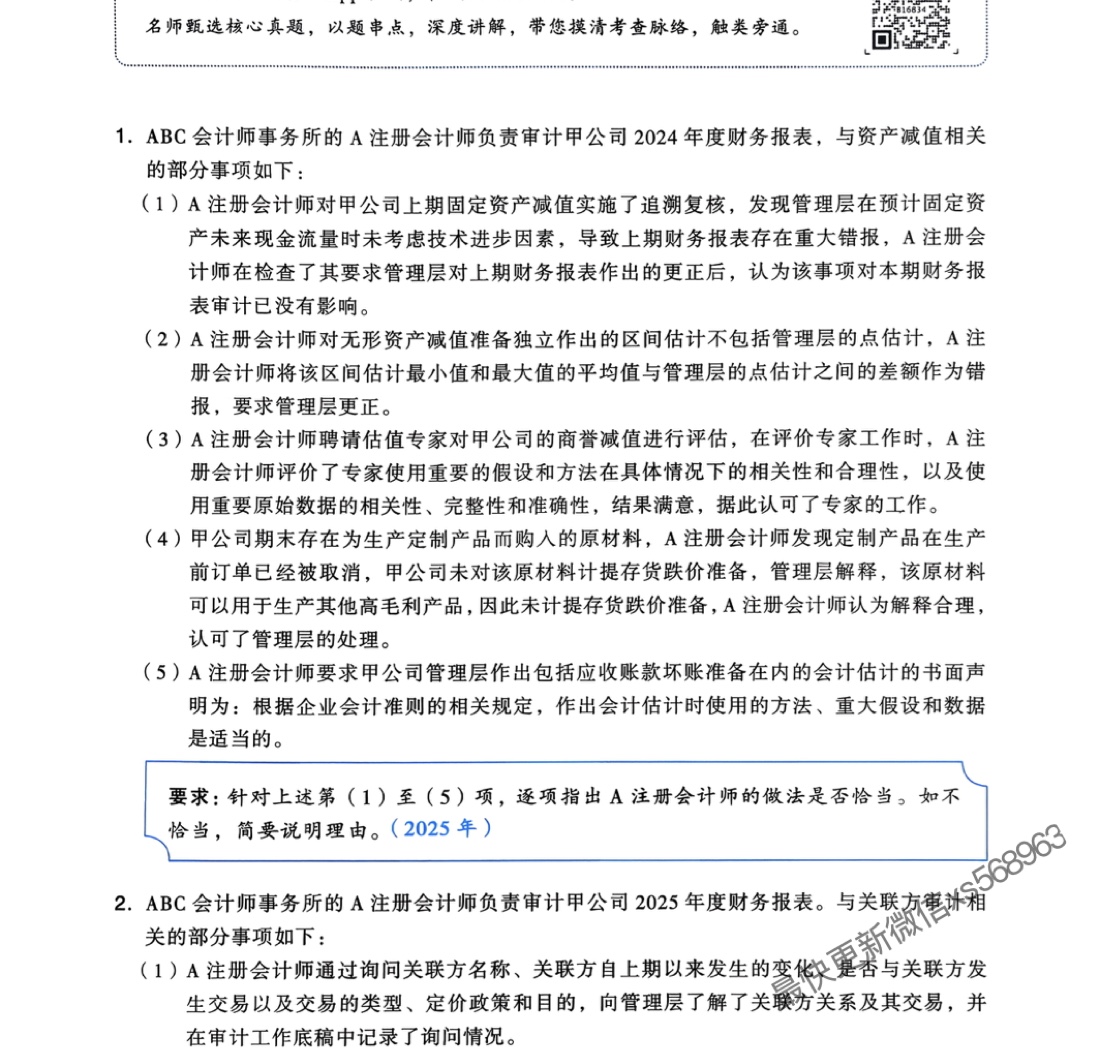 名师甄选核心真题，以题串点，深度讲解，带您摸清考查脉络，触类旁通。
816834
1. ABC 会计师事务所的 A 注册会计师负责审计甲公司 2024 年度财务报表，与资产减值相关
的部分事项如下：
（1）A 注册会计师对甲公司上期固定资产减值实施了追溯复核，发现管理层在预计固定资
产未来现金流量时未考虑技术进步因素，导致上期财务报表存在重大错报，A 注册会
计师在检查了其要求管理层对上期财务报表作出的更正后，认为该事项对本期财务报
表审计已没有影响。
（2）A 注册会计师对无形资产减值准备独立作出的区间估计不包括管理层的点估计，A 注
册会计师将该区间估计最小值和最大值的平均值与管理层的点估计之间的差额作为错
报，要求管理层更正。
（3）A 注册会计师聘请估值专家对甲公司的商誉减值进行评估，在评价专家工作时，A 注
册会计师评价了专家使用重要的假设和方法在具体情况下的相关性和合理性，以及使
用重要原始数据的相关性、完整性和准确性，结果满意，据此认可了专家的工作。
（4）甲公司期末存在为生产定制产品而购入的原材料，A 注册会计师发现定制产品在生产
前订单已经被取消，甲公司未对该原材料计提存货跌价准备，管理层解释，该原材料
可以用于生产其他高毛利产品，因此未计提存货跌价准备，A 注册会计师认为解释合理，
认可了管理层的处理。
（5）A 注册会计师要求甲公司管理层作出包括应收账款坏账准备在内的会计估计的书面声
明为：根据企业会计准则的相关规定，作出会计估计时使用的方法、重大假设和数据
是适当的。
要求：针对上述第（1）至（5）项，逐项指出 A 注册会计师的做法是否恰当。如不
恰当，简要说明理由。（2025 年）
2. ABC 会计师事务所的 A 注册会计师负责审计甲公司 2025 年度财务报表。与关联方审计相
关的部分事项如下：
（1）A 注册会计师通过询问关联方名称、关联方自上期以来发生的变化、是否与关联方发
生交易以及交易的类型、定价政策和目的，向管理层了解了关联方关系及其交易，并
在审计工作底稿中记录了询问情况。
最快更新微信xs568963